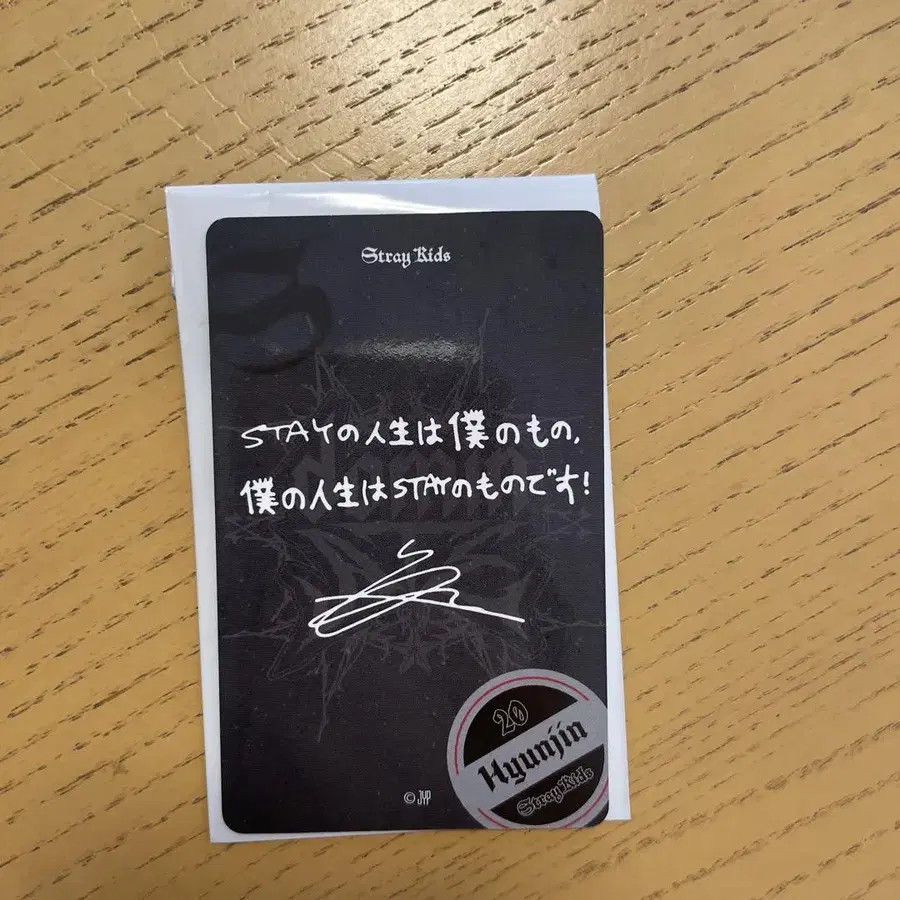 Stray Kids
STAYの人生は僕のもの、
僕の人生はSTAYのものです!
20
Hyunjin
Stray Kids
© JYP